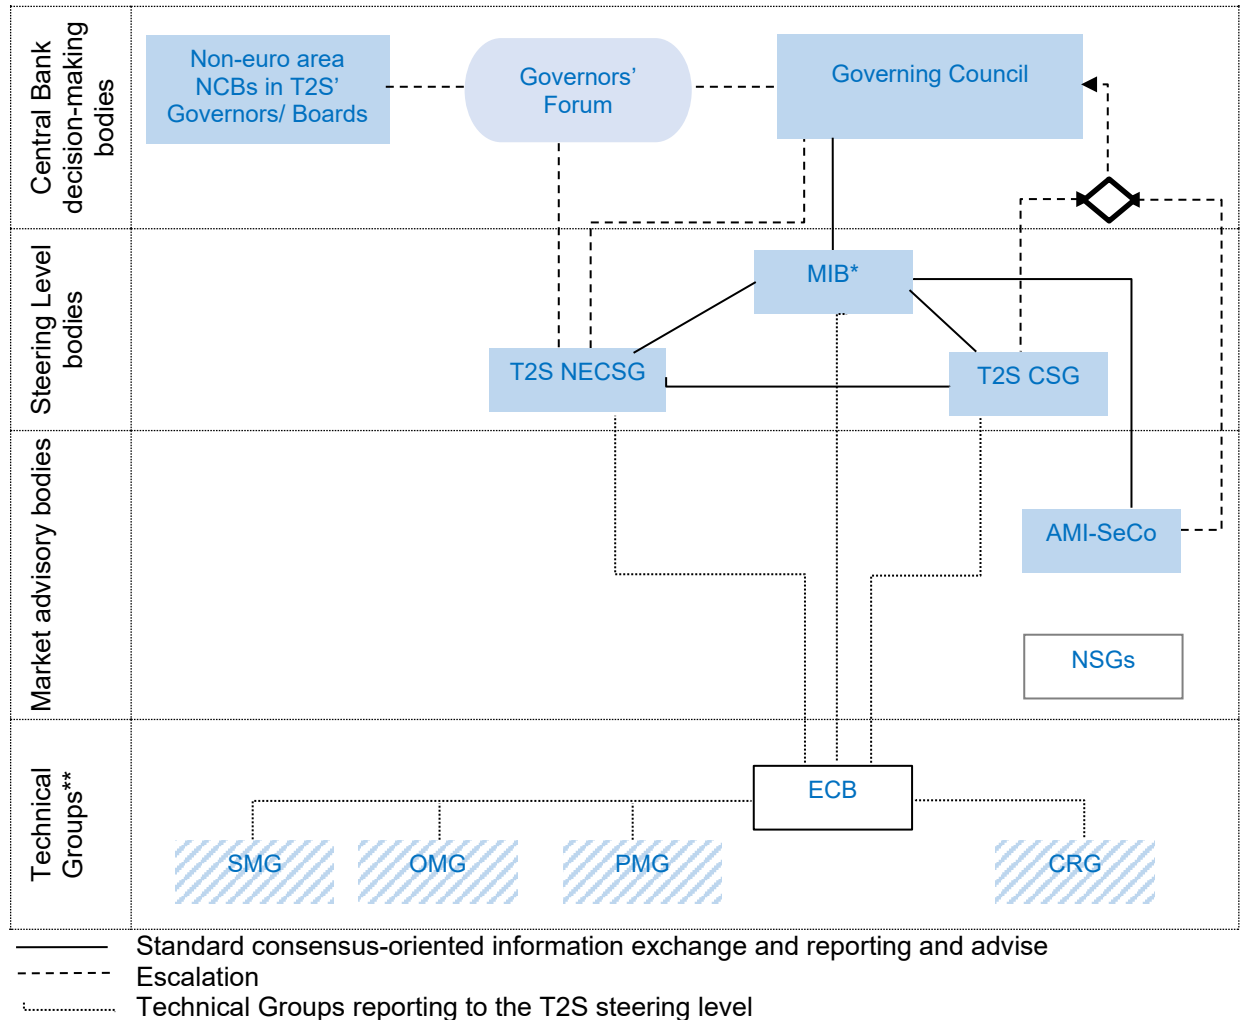 Central Bank
decision-making
bodies
Non-euro area
NCBs in T2S'
Governors/ Boards
Governors'
Forum
Governing Council
Steering Level
bodies
MIB*
T2S NECSG
T2S CSG
Market advisory bodies
AMI-SeCo
NSGs
Technical
Groups**
ECB
SMG
OMG
PMG
CRG
Standard consensus-oriented information exchange and reporting and advise
Escalation
Technical Groups reporting to the T2S steering level